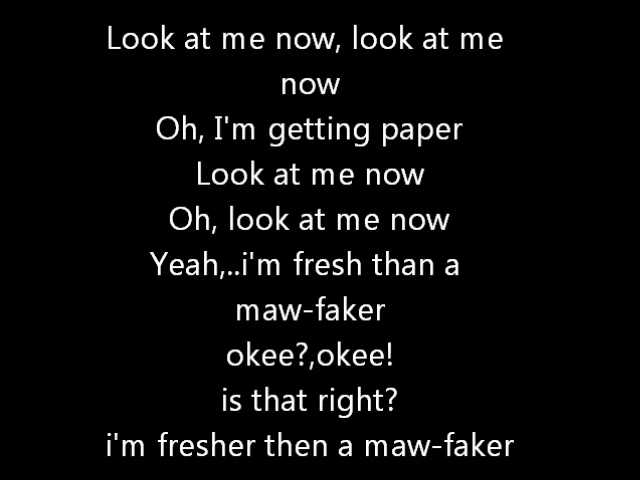 Look at me now, look at me
now
Oh, I'm getting paper
Look at me now
Oh, look at me now
Yeah,..i'm fresh than a
maw-faker
okee?,okee!
is that right?
i'm fresher then a maw-faker